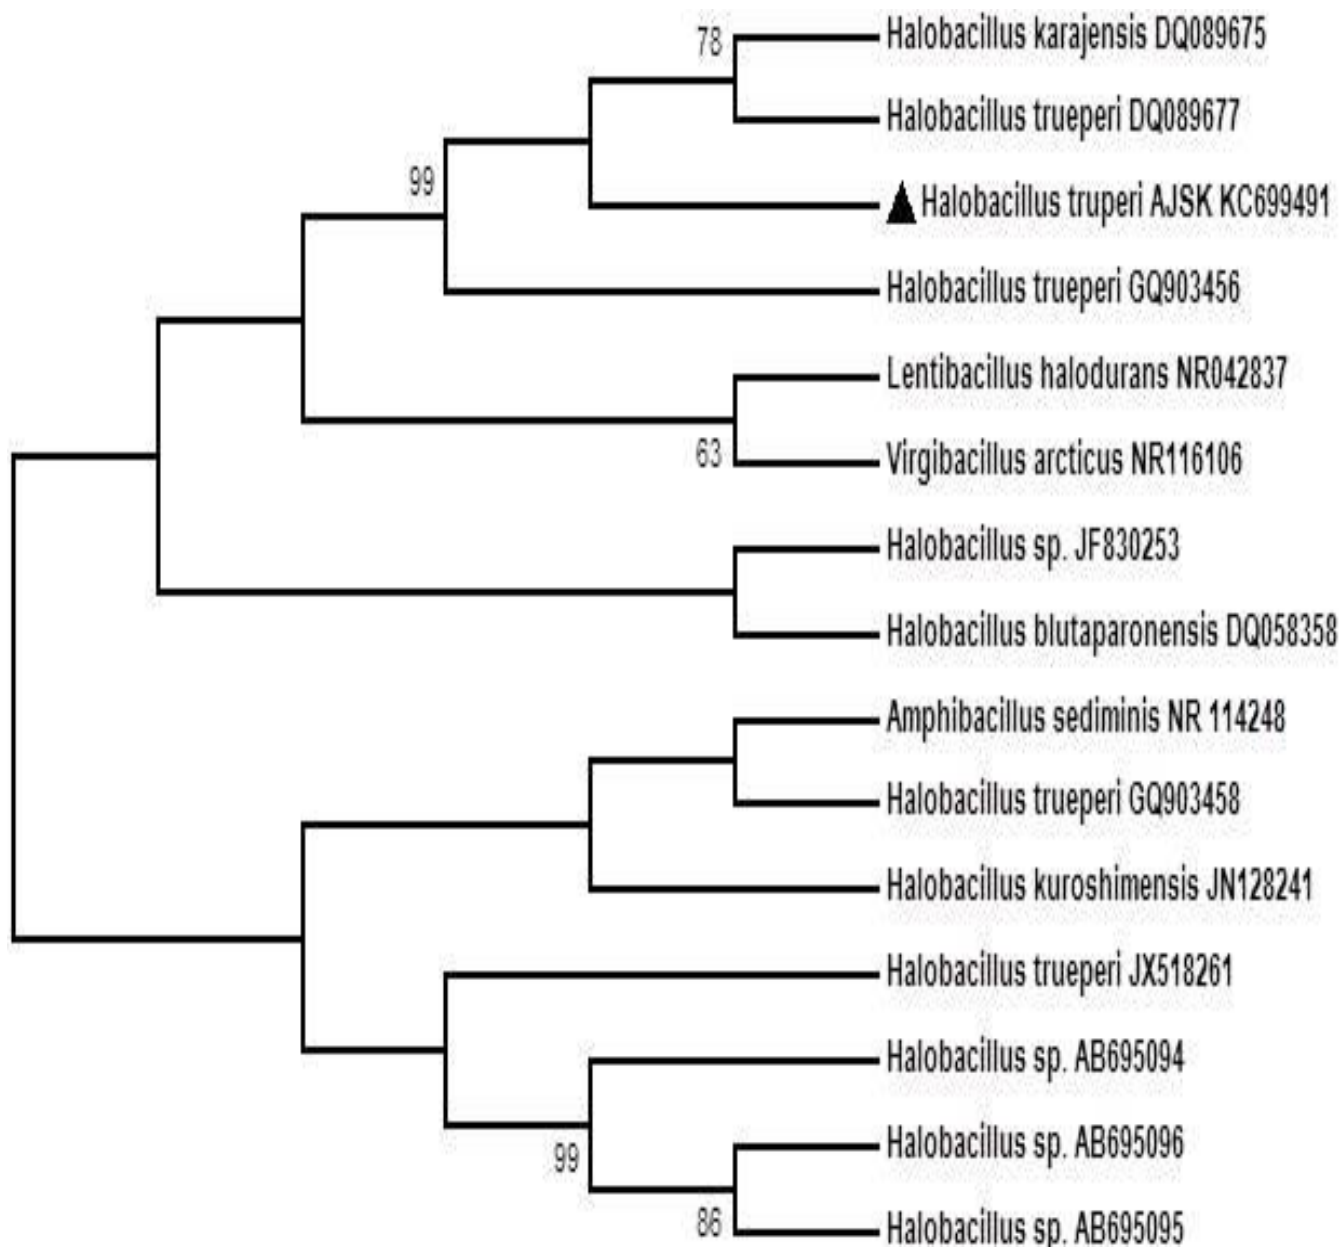 78
Halobacillus karajensis DQ089675
Halobacillus trueperi DQ089677
99
Halobacillus truperi AJSK KC699491
Halobacillus trueperi GQ903456
Lentibacillus halodurans NR042837
63
Virgibacillus arcticus NR116106
Halobacillus sp. JF830253
Halobacillus blutaparonensis DQ058358
Amphibacillus sediminis NR 114248
Halobacillus trueperi GQ903458
Halobacillus kuroshimensis JN128241
Halobacillus trueperi JX518261
Halobacillus sp. AB695094
99
Halobacillus sp. AB695096
86
Halobacillus sp. AB695095